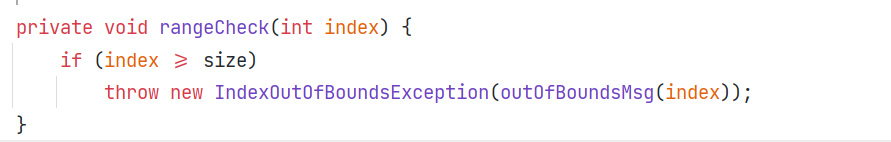 private void rangeCheck(int index) {
    if (index >= size)
        throw new IndexOutOfBoundsException(outOfBoundsMsg(index));
}